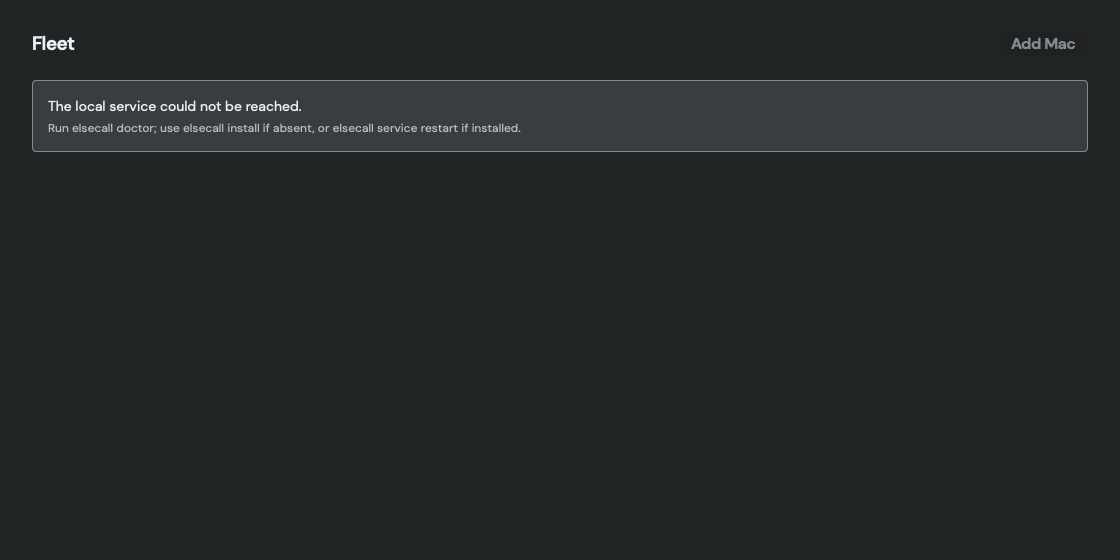 Fleet
Add Mac
The local service could not be reached.
Run elsecall doctor; use elsecall install if absent, or elsecall service restart if installed.